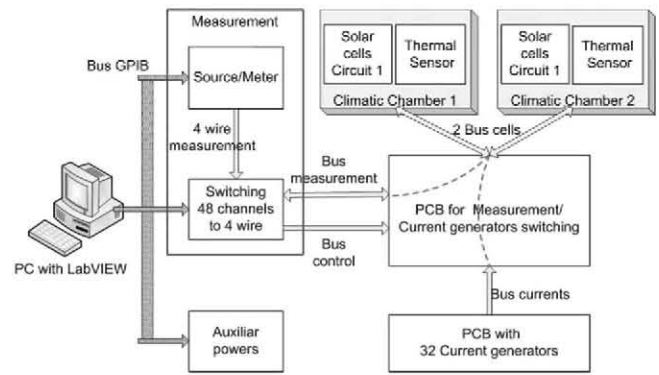 Measurement
Bus GPIB
Source/Meter
4 wire
measurement
Switching
48 channels
to 4 wire
PC with LabVIEW
Auxiliar
powers
Solar
cells
Circuit 1
Thermal
Sensor
Climatic Chamber 1
Solar
cells
Circuit 1
Thermal
Sensor
Climatic Chamber 2
2 Bus cells
Bus
measurement
Bus
control
PCB for Measurement/
Current generators switching
Bus currents
PCB with
32 Current generators